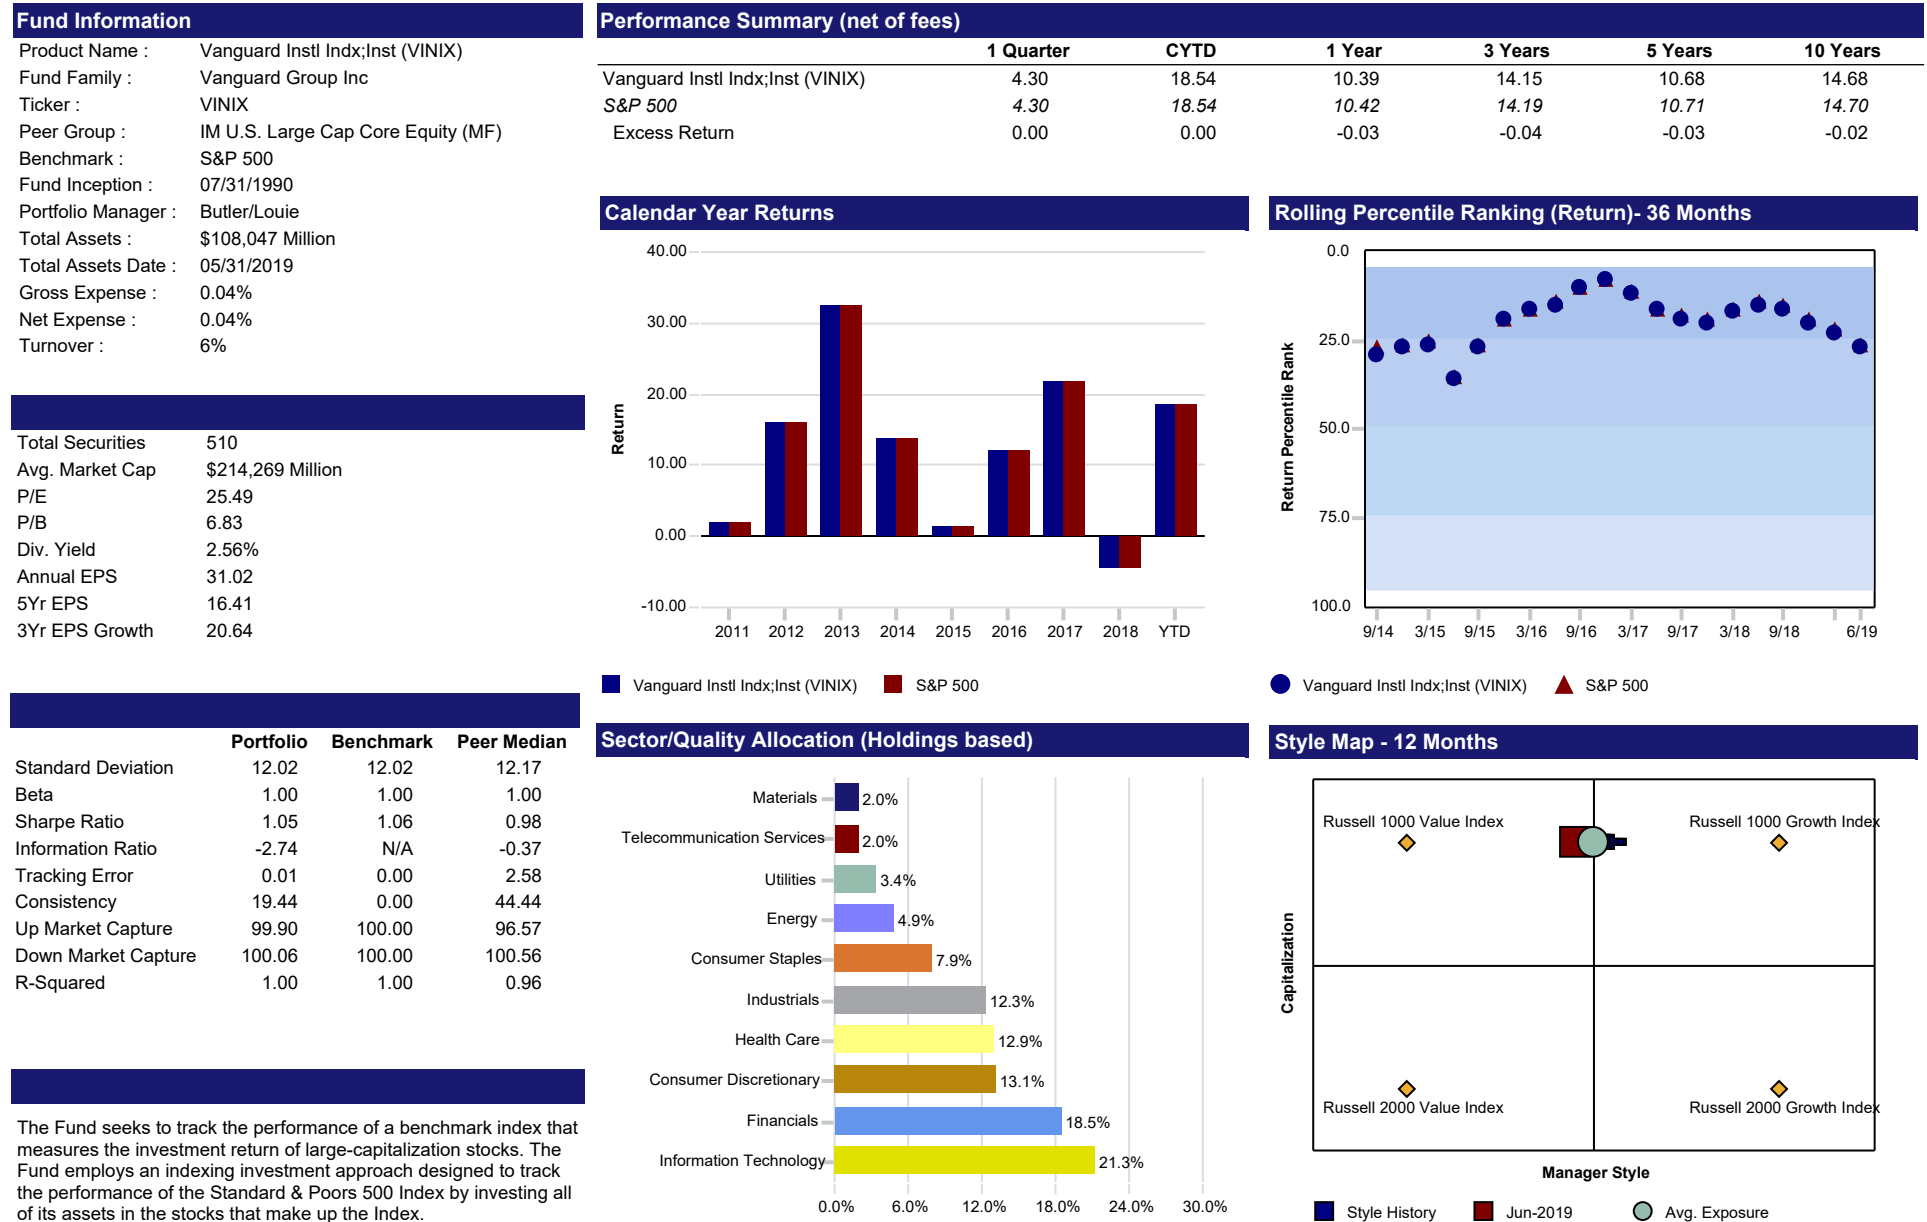 Fund Information
Product Name : Vanguard Instl Indx;Inst (VINIX)
Fund Family : Vanguard Group Inc
Ticker : VINIX
Peer Group : IM U.S. Large Cap Core Equity (MF)
Benchmark : S&P 500
Fund Inception : 07/31/1990
Portfolio Manager : Butler/Louie
Total Assets : $108,047 Million
Total Assets Date : 05/31/2019
Gross Expense : 0.04%
Net Expense : 0.04%
Turnover : 6%
Total Securities 510
Avg. Market Cap $214,269 Million
P/E 25.49
P/B 6.83
Div. Yield 2.56%
Annual EPS 31.02
5Yr EPS 16.41
3Yr EPS Growth 20.64
Portfolio Benchmark Peer Median
Standard Deviation 12.02 12.02 12.17
Beta 1.00 1.00 1.00
Sharpe Ratio 1.05 1.06 0.98
Information Ratio -2.74 N/A -0.37
Tracking Error 0.01 0.00 2.58
Consistency 19.44 0.00 44.44
Up Market Capture 99.90 100.00 96.57
Down Market Capture 100.06 100.00 100.56
R-Squared 1.00 1.00 0.96
The Fund seeks to track the performance of a benchmark index that
measures the investment return of large-capitalization stocks. The
Fund employs an indexing investment approach designed to track
the performance of the Standard & Poors 500 Index by investing all
of its assets in the stocks that make up the Index.
Performance Summary (net of fees)
1 Quarter CYTD 1 Year 3 Years 5 Years 10 Years
Vanguard Instl Indx;Inst (VINIX) 4.30 18.54 10.39 14.15 10.68 14.68
S&P 500 4.30 18.54 10.42 14.19 10.71 14.70
Excess Return 0.00 0.00 -0.03 -0.04 -0.03 -0.02
Calendar Year Returns
Return
40.00
30.00
20.00
10.00
0.00
-10.00
2011 2012 2013 2014 2015 2016 2017 2018 YTD
Vanguard Instl Indx;Inst (VINIX) S&P 500
Rolling Percentile Ranking (Return)- 36 Months
Return Percentile Rank
0.0
25.0
50.0
75.0
100.0
9/14 3/15 9/15 3/16 9/16 3/17 9/17 3/18 9/18 6/19
Vanguard Instl Indx;Inst (VINIX) S&P 500
Sector/Quality Allocation (Holdings based)
Materials 2.0%
Telecommunication Services 2.0%
Utilities 3.4%
Energy 4.9%
Consumer Staples 7.9%
Industrials 12.3%
Health Care 12.9%
Consumer Discretionary 13.1%
Financials 18.5%
Information Technology 21.3%
0.0% 6.0% 12.0% 18.0% 24.0% 30.0%
Style Map - 12 Months
Capitalization
Russell 1000 Value Index Russell 1000 Growth Index
Russell 2000 Value Index Russell 2000 Growth Index
Manager Style
Style History Jun-2019 Avg. Exposure